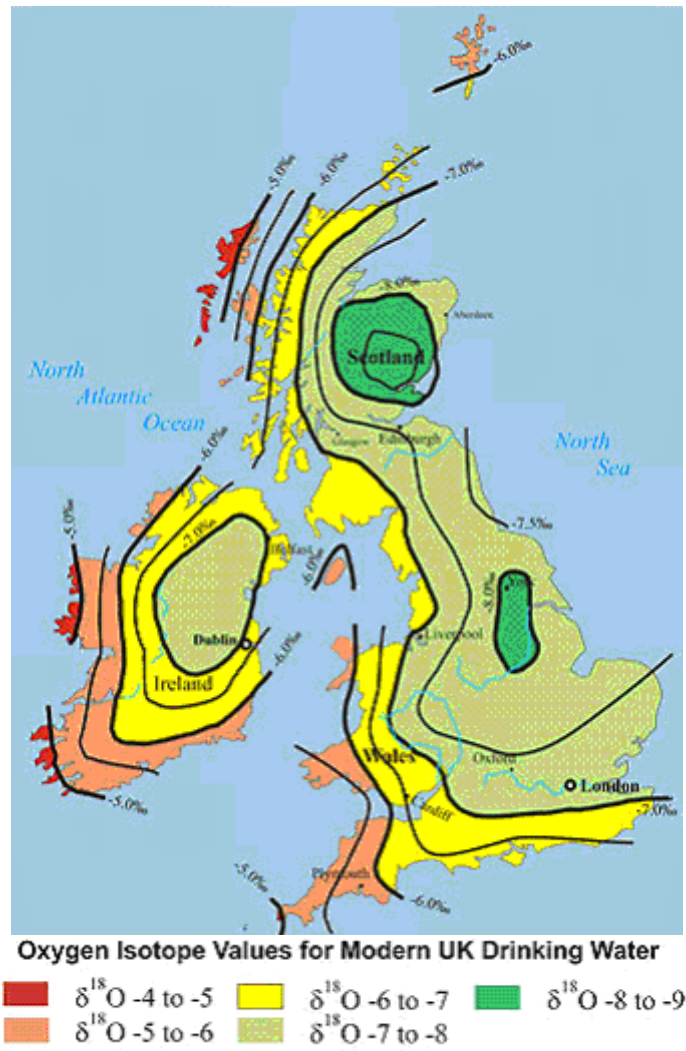 -6.0‰
-5.0‰
-6.0‰
-7.0‰
-8.0‰
Aberdeen
Scotland
North
Atlantic
Ocean
Glasgow
Edinburgh
North
Sea
-6.0‰
-7.5‰
-5.0‰
-7.0‰
Belfast
-6.0‰
York
-8.0‰
Dublin
Liverpool
-6.0‰
Ireland
Wales
Oxford
London
-5.0‰
Cardiff
-7.0‰
Plymouth
-5.0‰
-6.0‰
Oxygen Isotope Values for Modern UK Drinking Water
δ18O -4 to -5
δ18O -6 to -7
δ18O -8 to -9
δ18O -5 to -6
δ18O -7 to -8